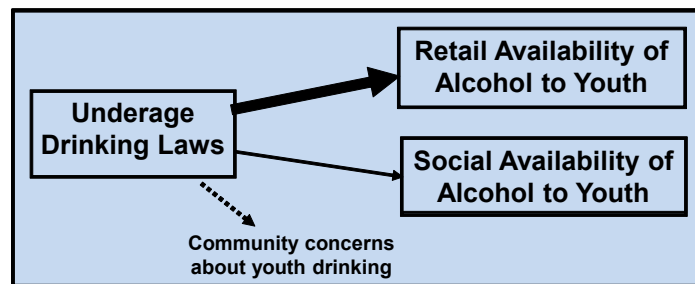 Underage
Drinking Laws
Retail Availability of
Alcohol to Youth
Social Availability of
Alcohol to Youth
Community concerns
about youth drinking